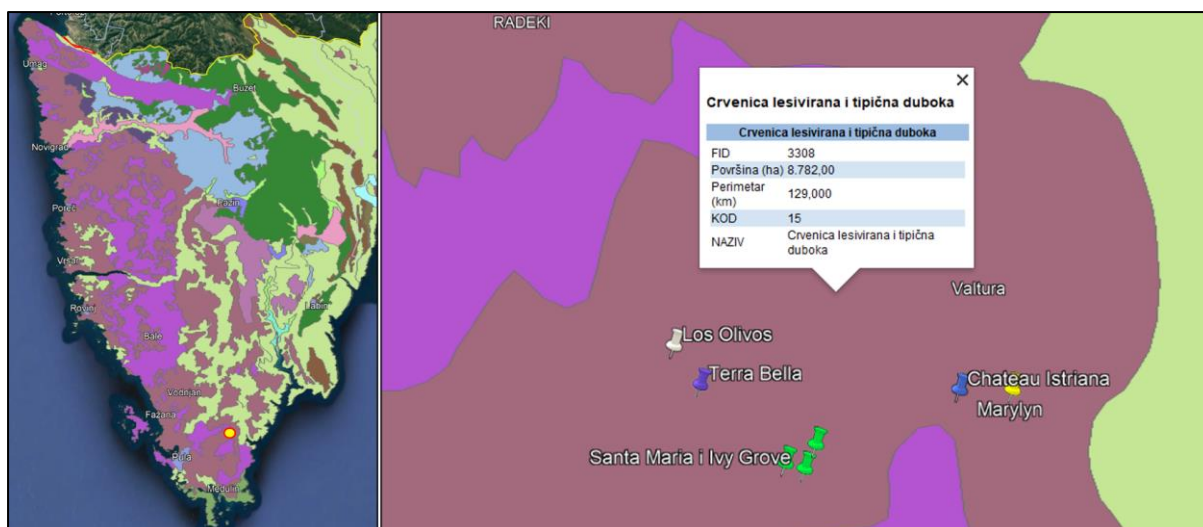 Umag
Buzet
Novigrad
Poreč
Pazin
Vrsar
Rovinj
Labin
Bale
Vodnjan
Fažana
Pula
Medulin
RADEKI
Crvenica lesivirana i tipična duboka
Crvenica lesivirana i tipična duboka
FID 3308
Površina (ha) 8.782,00
Perimetar (km) 129,000
KOD 15
NAZIV Crvenica lesivirana i tipična
duboka
Valtura
Los Olivos
Terra Bella
Chateau Istriana
Marylyn
Santa Maria i Ivy Grove